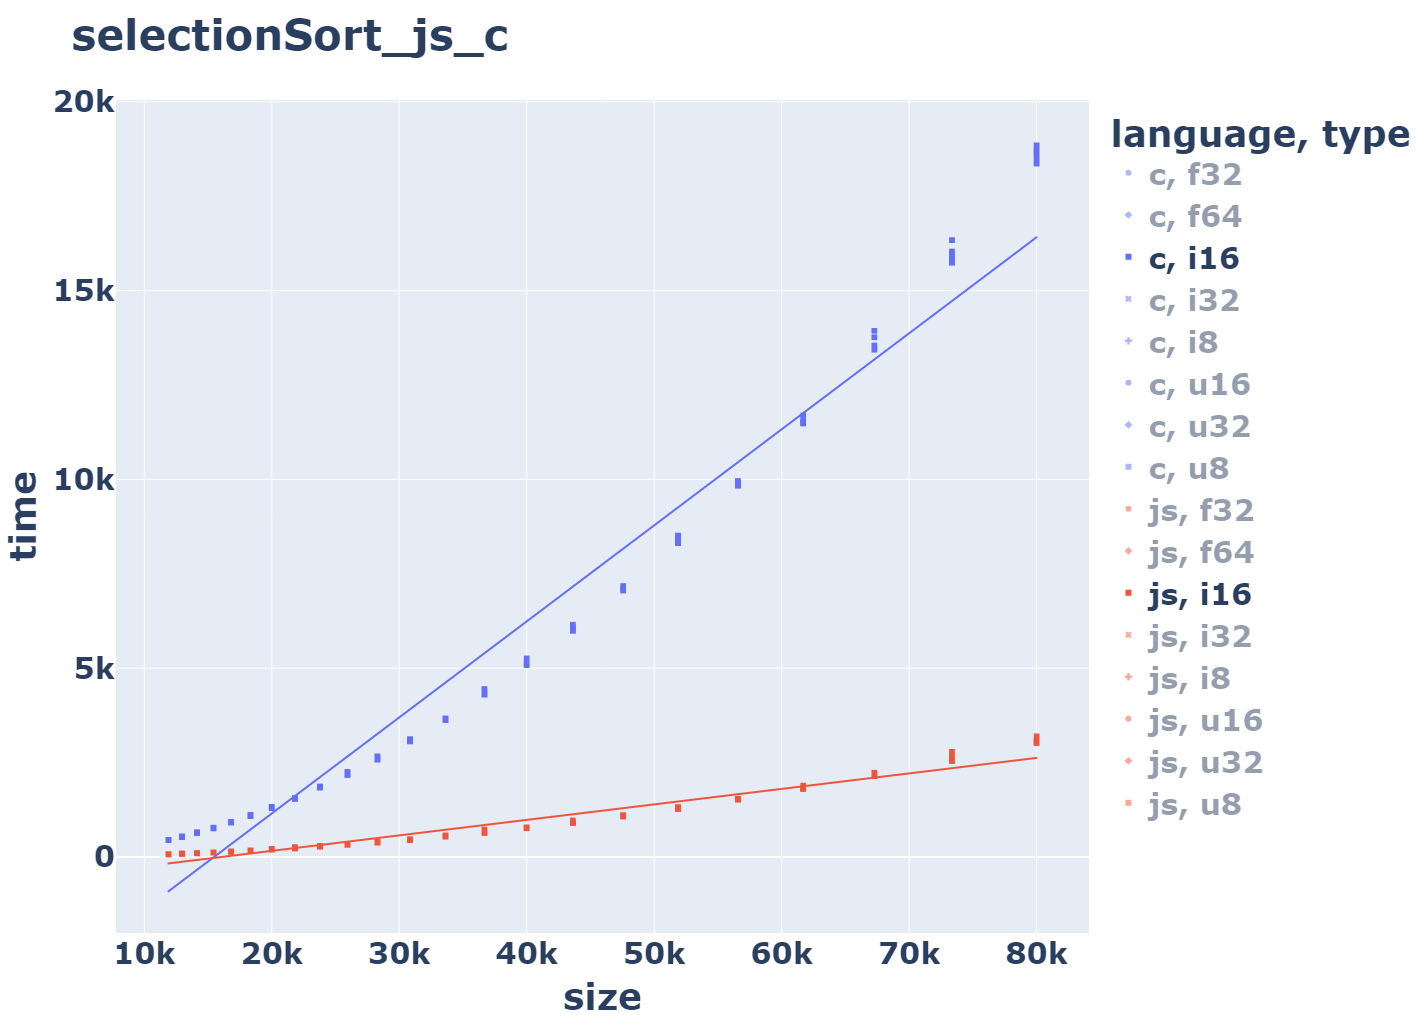 selectionSort_js_c
20k
15k
10k
5k
0
time
10k 20k 30k 40k 50k 60k 70k 80k
size
language, type
c, f32
c, f64
c, i16
c, i32
c, i8
c, u16
c, u32
c, u8
js, f32
js, f64
js, i16
js, i32
js, i8
js, u16
js, u32
js, u8